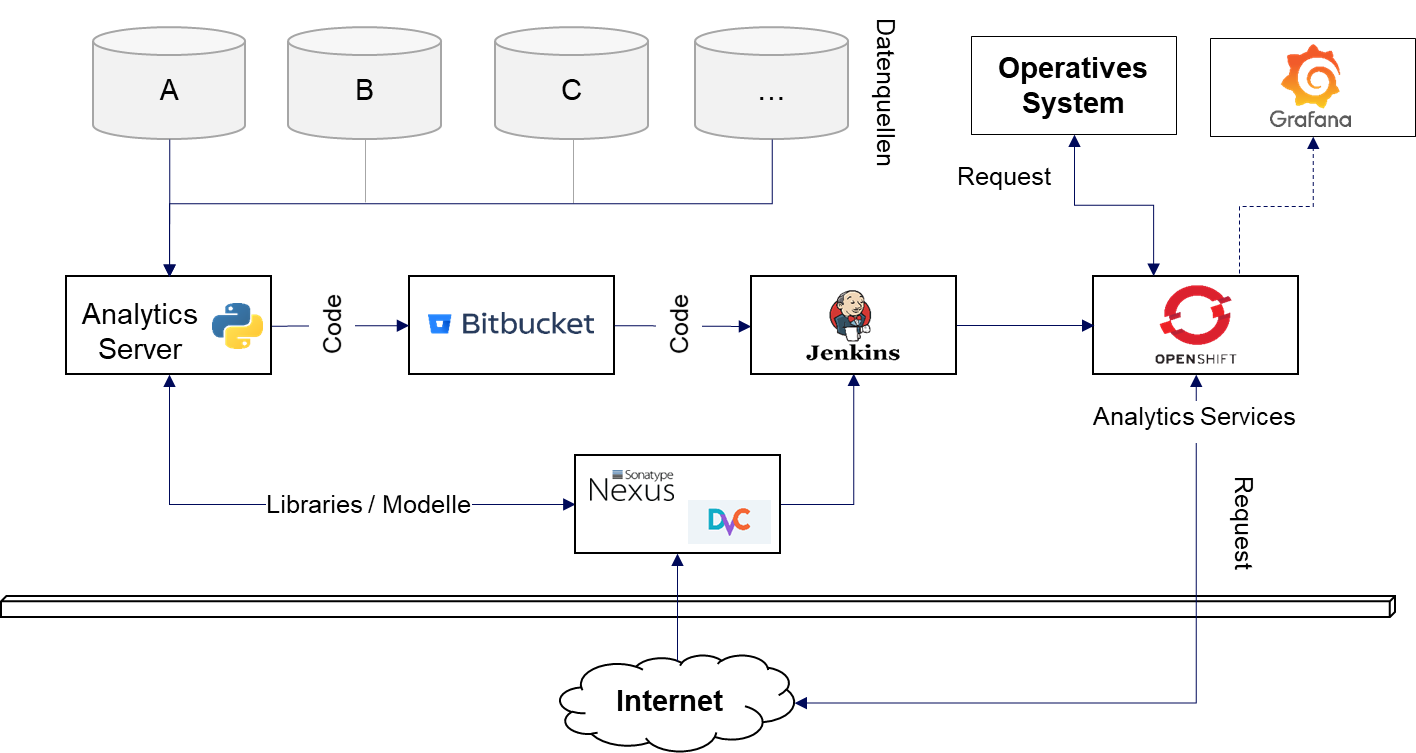 A
B
C
...
Datenquellen
Operatives
System
Grafana
Request
Analytics
Server
Code
Bitbucket
Code
Jenkins
OPENSHIFT
Analytics Services
Sonatype
Nexus
DVC
Libraries / Modelle
Request
Internet